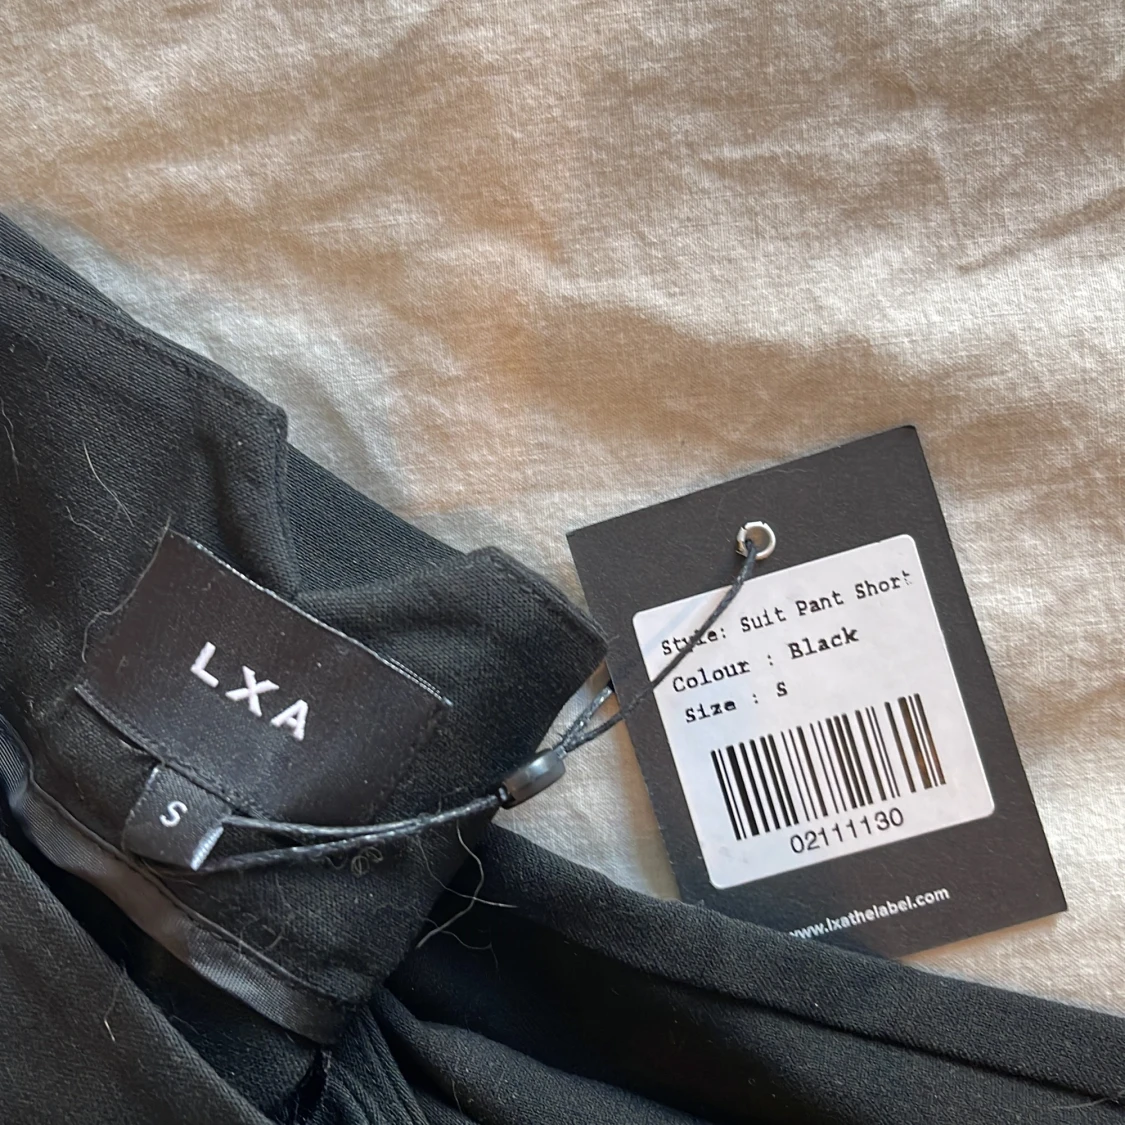 LXA
S
Style: Suit Pant Short
Colour : Black
Size : S
02111130
www.lxathelabel.com